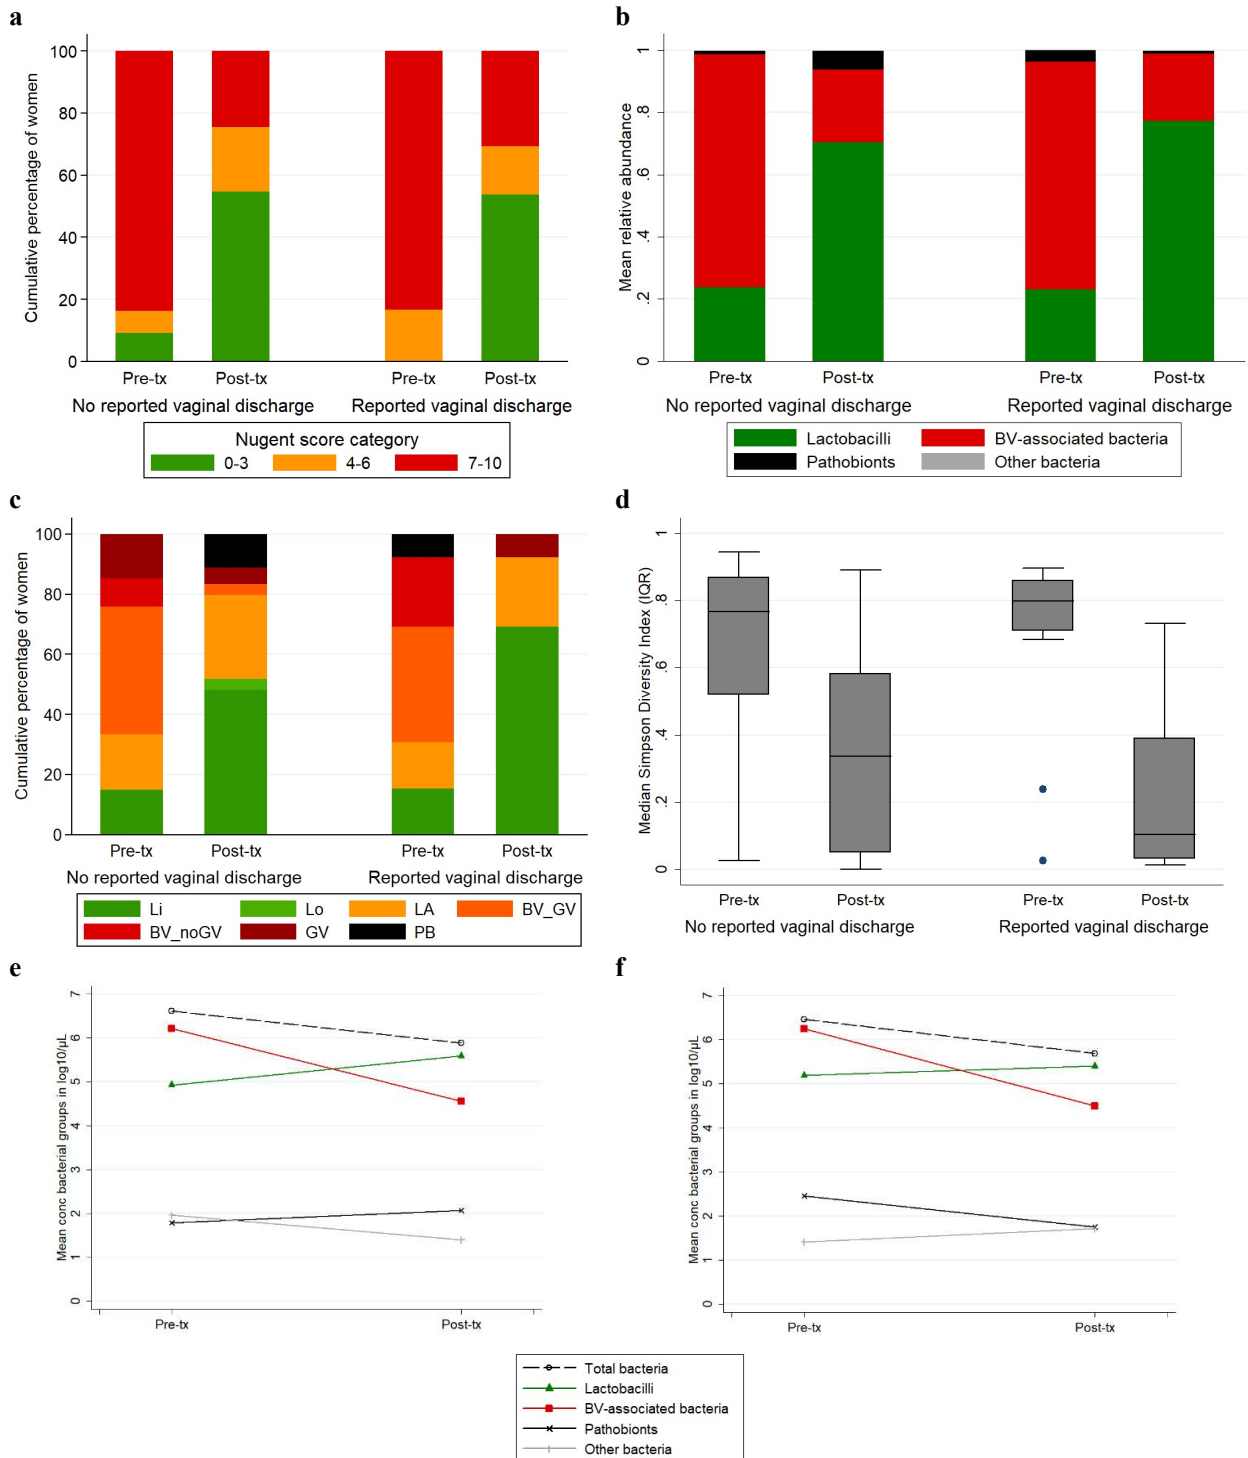 a
Cumulative percentage of women
100
80
60
40
20
0
Pre-tx Post-tx Pre-tx Post-tx
No reported vaginal discharge Reported vaginal discharge
Nugent score category
0-3 4-6 7-10
b
Mean relative abundance
1
.8
.6
.4
.2
0
Pre-tx Post-tx Pre-tx Post-tx
No reported vaginal discharge Reported vaginal discharge
Lactobacilli BV-associated bacteria
Pathobionts Other bacteria
c
Cumulative percentage of women
100
80
60
40
20
0
Pre-tx Post-tx Pre-tx Post-tx
No reported vaginal discharge Reported vaginal discharge
Li Lo LA BV_GV
BV_noGV GV PB
d
Median Simpson Diversity Index (IQR)
1
.8
.6
.4
.2
0
Pre-tx Post-tx Pre-tx Post-tx
No reported vaginal discharge Reported vaginal discharge
e
Mean conc bacterial groups in log10/µL
7
6
5
4
3
2
1
0
Pre-tx Post-tx
f
Mean conc bacterial groups in log10/µL
7
6
5
4
3
2
1
0
Pre-tx Post-tx
Total bacteria
Lactobacilli
BV-associated bacteria
Pathobionts
Other bacteria